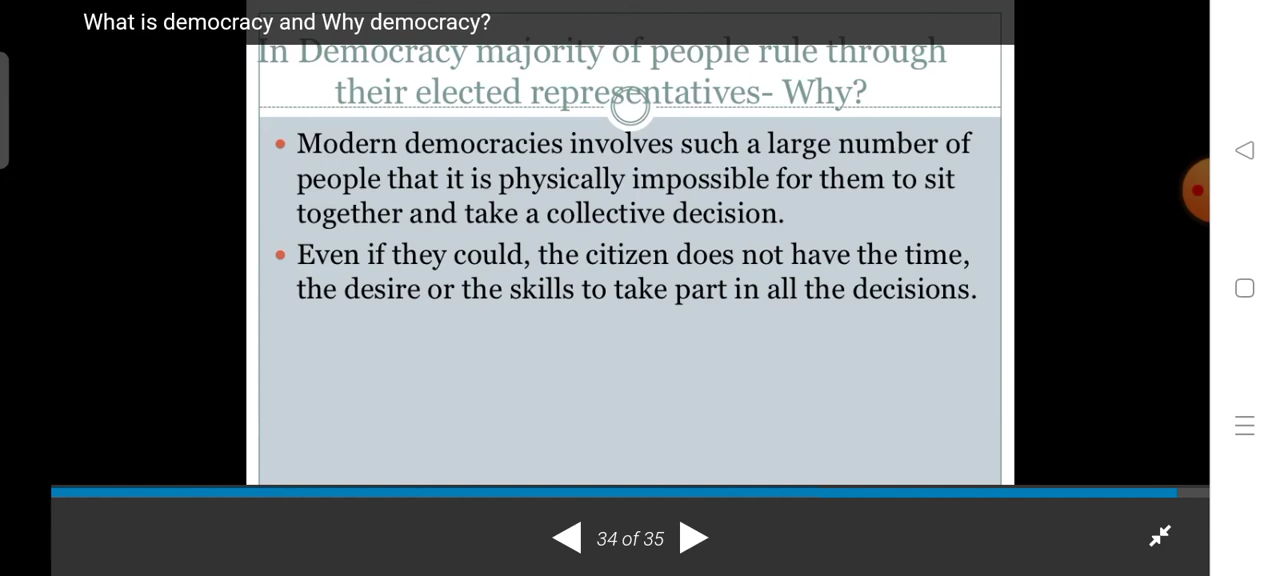 What is democracy and Why democracy?
In Democracy majority of people rule through
their elected representatives- Why?
Modern democracies involves such a large number of
people that it is physically impossible for them to sit
together and take a collective decision.
Even if they could, the citizen does not have the time,
the desire or the skills to take part in all the decisions.
34 of 35